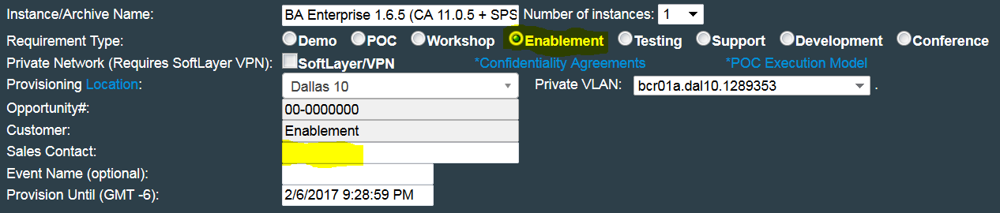 Instance/Archive Name: BA Enterprise 1.6.5 (CA 11.0.5 + SPS Number of instances: 1
Requirement Type: Demo POC Workshop Enablement Testing Support Development Conference
Private Network (Requires SoftLayer VPN): SoftLayer/VPN *Confidentiality Agreements *POC Execution Model
Provisioning Location: Dallas 10 Private VLAN: bcr01a.dal10.1289353 .
Opportunity#: 00-0000000
Customer: Enablement
Sales Contact:
Event Name (optional):
Provision Until (GMT -6): 2/6/2017 9:28:59 PM